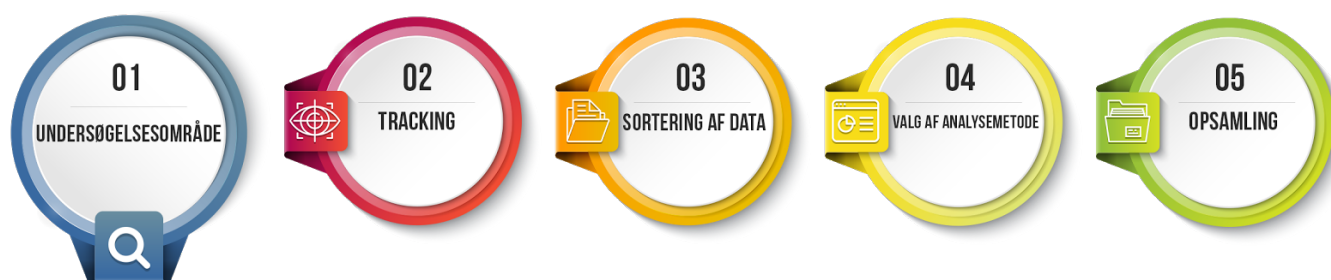 01
UNDERSØGELSESOMRÅDE
02
TRACKING
03
SORTERING AF DATA
04
VALG AF ANALYSEMETODE
05
OPSAMLING